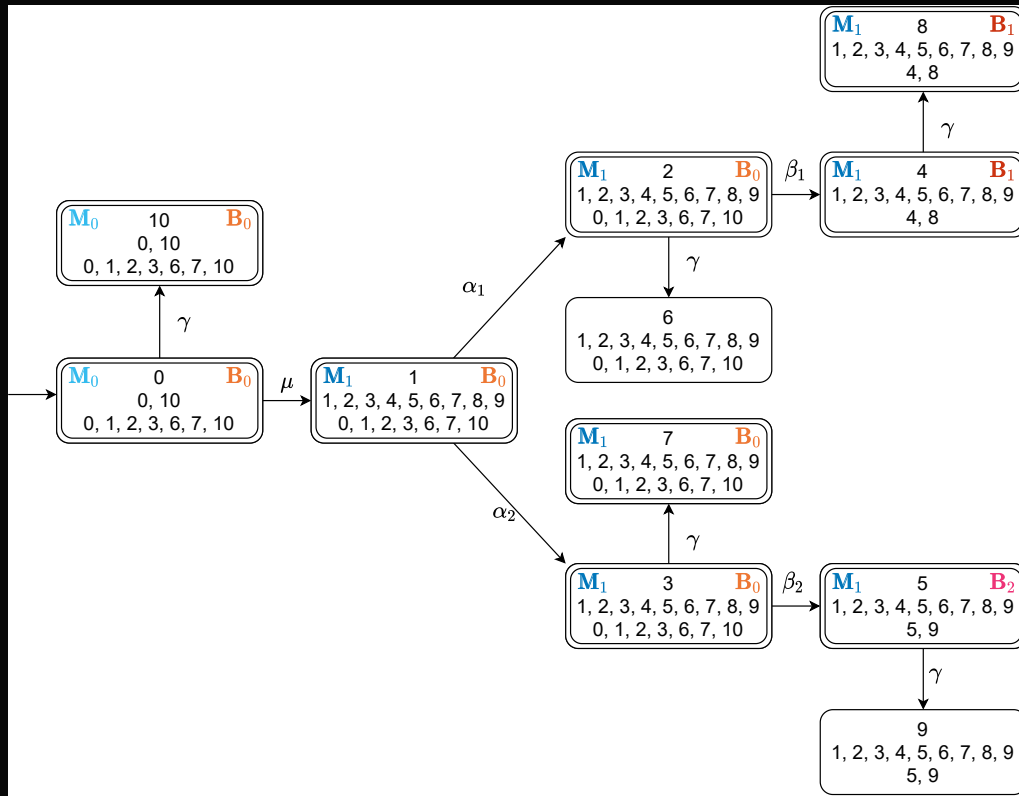 M₁ 8 B₁
1, 2, 3, 4, 5, 6, 7, 8, 9
4, 8
γ
M₁ 2 B₀
1, 2, 3, 4, 5, 6, 7, 8, 9
0, 1, 2, 3, 6, 7, 10
β₁
M₁ 4 B₁
1, 2, 3, 4, 5, 6, 7, 8, 9
4, 8
M₀ 10 B₀
0, 10
0, 1, 2, 3, 6, 7, 10
γ
α₁
γ
6
1, 2, 3, 4, 5, 6, 7, 8, 9
0, 1, 2, 3, 6, 7, 10
M₀ 0 B₀
0, 10
0, 1, 2, 3, 6, 7, 10
μ
M₁ 1 B₀
1, 2, 3, 4, 5, 6, 7, 8, 9
0, 1, 2, 3, 6, 7, 10
M₁ 7 B₀
1, 2, 3, 4, 5, 6, 7, 8, 9
0, 1, 2, 3, 6, 7, 10
α₂
γ
M₁ 3 B₀
1, 2, 3, 4, 5, 6, 7, 8, 9
0, 1, 2, 3, 6, 7, 10
β₂
M₁ 5 B₂
1, 2, 3, 4, 5, 6, 7, 8, 9
5, 9
γ
9
1, 2, 3, 4, 5, 6, 7, 8, 9
5, 9